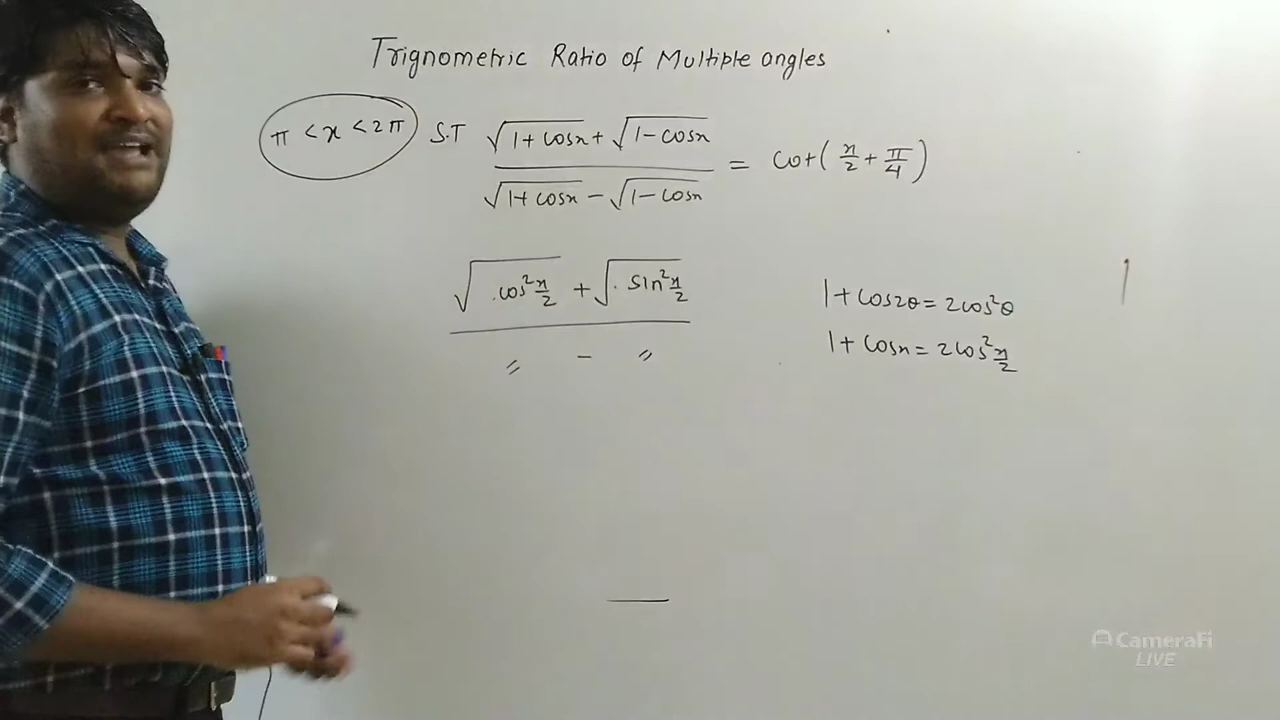 Trignometric Ratio of Multiple angles
π < x < 2π S.T √1+cosx + √1-cosx / √1+cosx - √1-cosx = cot(x/2 + π/4)
√.cos²x/2 + √.sin²x/2
〃 - 〃
1+cos2θ = 2cos²θ
1+cosx = 2cos²x/2
CameraFi
LIVE